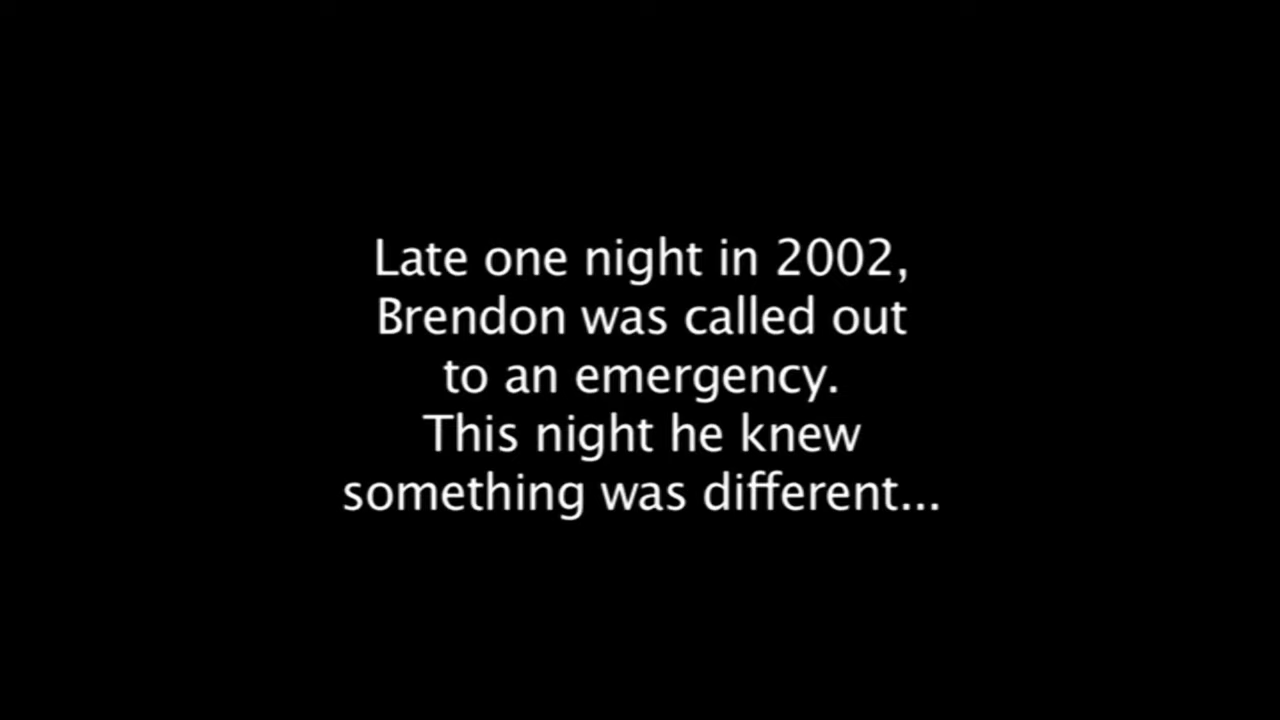 Late one night in 2002,
Brendon was called out
to an emergency.
This night he knew
something was different...